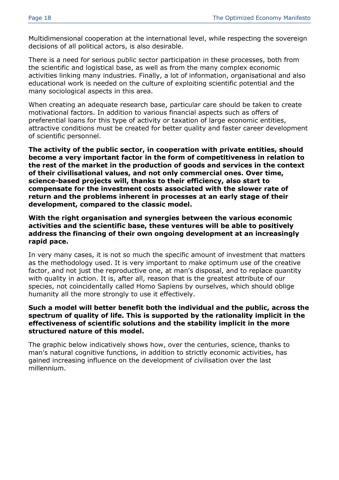 Page 18 The Optimized Economy Manifesto
Multidimensional cooperation at the international level, while respecting the sovereign
decisions of all political actors, is also desirable.
There is a need for serious public sector participation in these processes, both from
the scientific and logistical base, as well as from the many complex economic
activities linking many industries. Finally, a lot of information, organisational and also
educational work is needed on the culture of exploiting scientific potential and the
many sociological aspects in this area.
When creating an adequate research base, particular care should be taken to create
motivational factors. In addition to various financial aspects such as offers of
preferential loans for this type of activity or taxation of large economic entities,
attractive conditions must be created for better quality and faster career development
of scientific personnel.
The activity of the public sector, in cooperation with private entities, should
become a very important factor in the form of competitiveness in relation to
the rest of the market in the production of goods and services in the context
of their civilisational values, and not only commercial ones. Over time,
science-based projects will, thanks to their efficiency, also start to
compensate for the investment costs associated with the slower rate of
return and the problems inherent in processes at an early stage of their
development, compared to the classic model.
With the right organisation and synergies between the various economic
activities and the scientific base, these ventures will be able to positively
address the financing of their own ongoing development at an increasingly
rapid pace.
In very many cases, it is not so much the specific amount of investment that matters
as the methodology used. It is very important to make optimum use of the creative
factor, and not just the reproductive one, at man's disposal, and to replace quantity
with quality in action. It is, after all, reason that is the greatest attribute of our
species, not coincidentally called Homo Sapiens by ourselves, which should oblige
humanity all the more strongly to use it effectively.
Such a model will better benefit both the individual and the public, across the
spectrum of quality of life. This is supported by the rationality implicit in the
effectiveness of scientific solutions and the stability implicit in the more
structured nature of this model.
The graphic below indicatively shows how, over the centuries, science, thanks to
man's natural cognitive functions, in addition to strictly economic activities, has
gained increasing influence on the development of civilisation over the last
millennium.